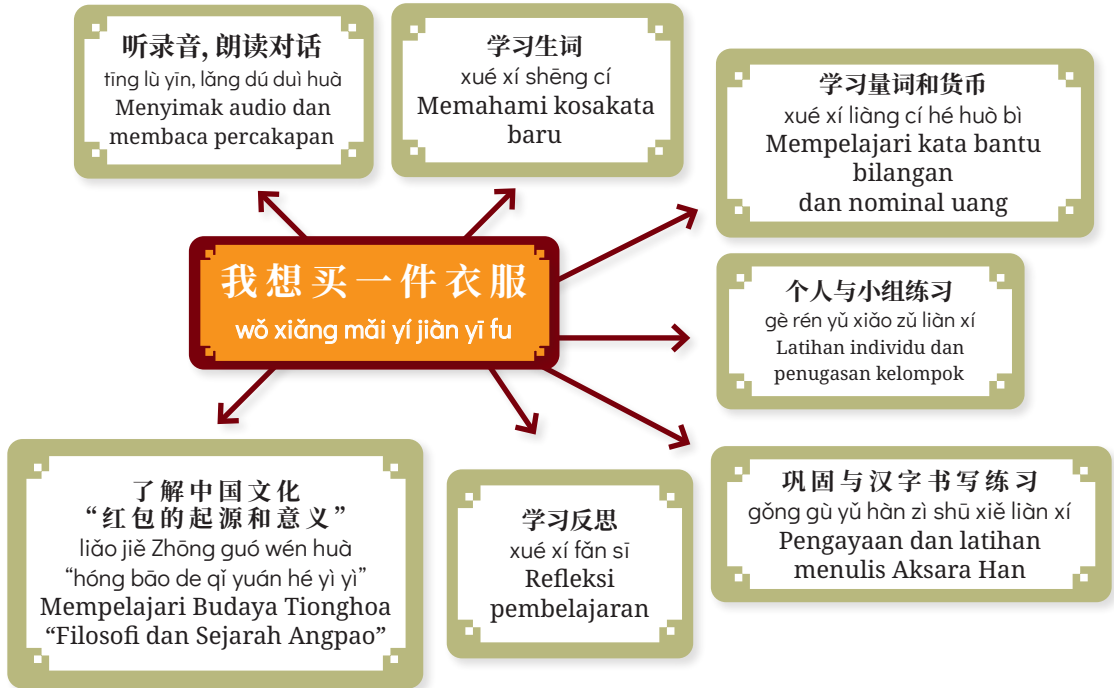 听录音, 朗读对话
tīng lù yīn, lǎng dú duì huà
Menyimak audio dan
membaca percakapan
学习生词
xué xí shēng cí
Memahami kosakata
baru
学习量词和货币
xué xí liàng cí hé huò bì
Mempelajari kata bantu
bilangan
dan nominal uang
我想买一件衣服
wǒ xiǎng mǎi yí jiàn yī fu
个人与小组练习
gè rén yǔ xiǎo zǔ liàn xí
Latihan individu dan
penugasan kelompok
了解中国文化
“红包的起源和意义”
liǎo jiě Zhōng guó wén huà
“hóng bāo de qǐ yuán hé yì yì”
Mempelajari Budaya Tionghoa
“Filosofi dan Sejarah Angpao”
学习反思
xué xí fǎn sī
Refleksi
pembelajaran
巩固与汉字书写练习
gǒng gù yǔ hàn zì shū xiě liàn xí
Pengayaan dan latihan
menulis Aksara Han